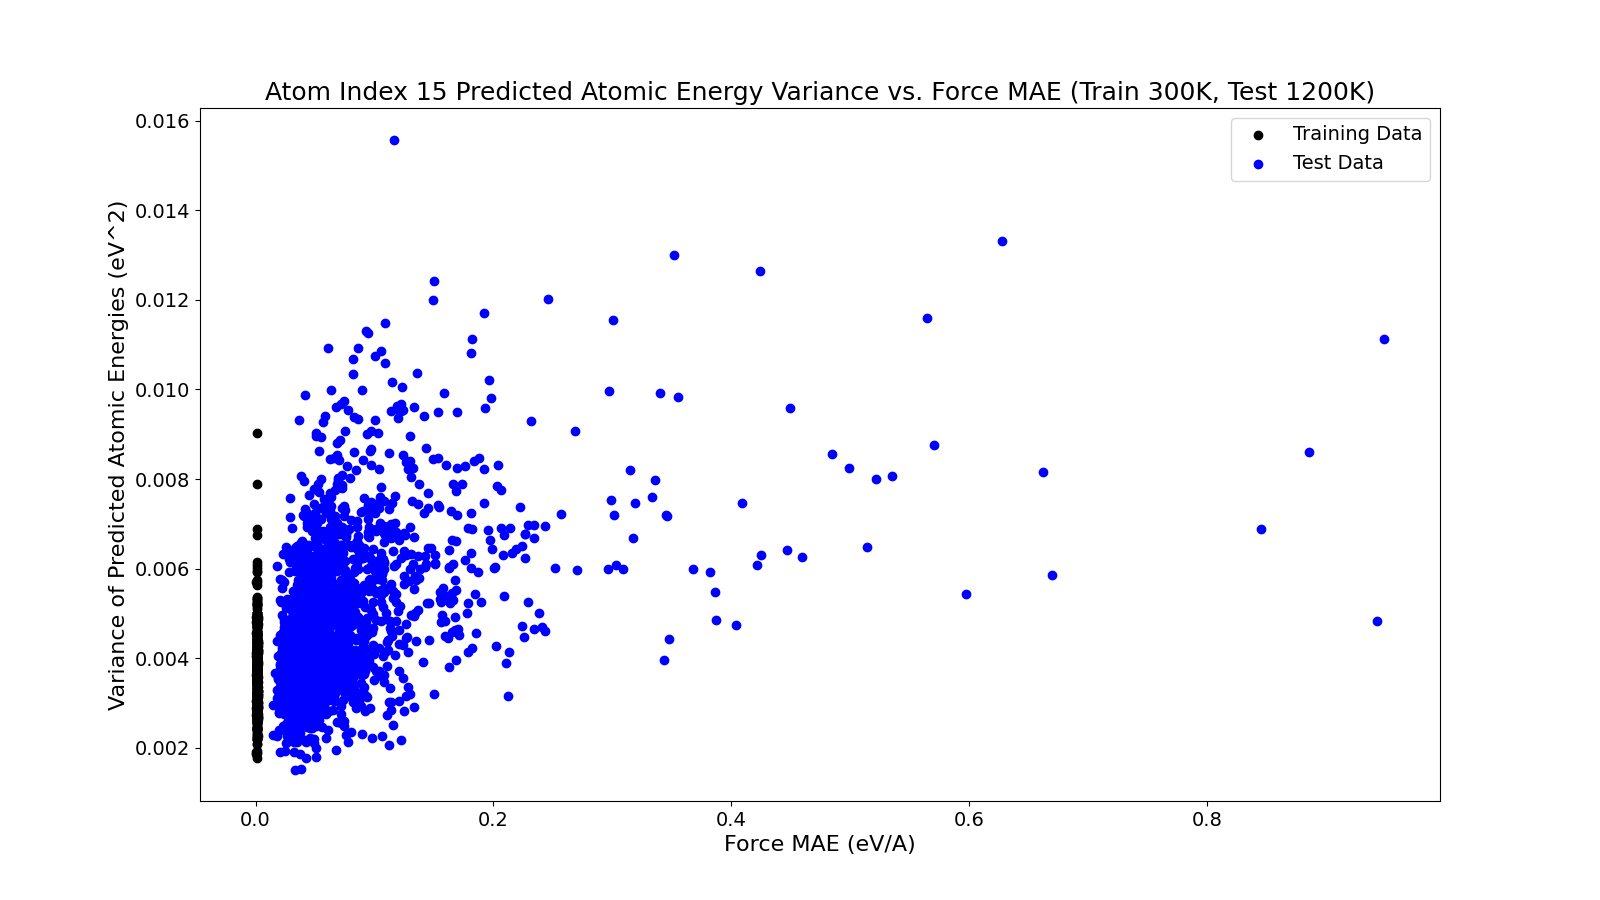 Atom Index 15 Predicted Atomic Energy Variance vs. Force MAE (Train 300K, Test 1200K)
Training Data
Test Data
Variance of Predicted Atomic Energies (eV^2)
0.016
0.014
0.012
0.010
0.008
0.006
0.004
0.002
0.0
0.2
0.4
0.6
0.8
Force MAE (eV/A)